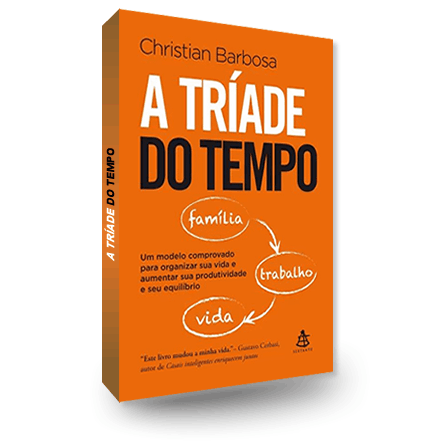 Christian Barbosa
A TRÍADE
DO TEMPO
família
Um modelo comprovado
para organizar sua vida e
aumentar sua produtividade
e seu equilíbrio
trabalho
vida
"Este livro mudou a minha vida." – Gustavo Cerbasi,
autor de Casais inteligentes enriquecem juntos
SEXTANTE
A TRÍADE DO TEMPO